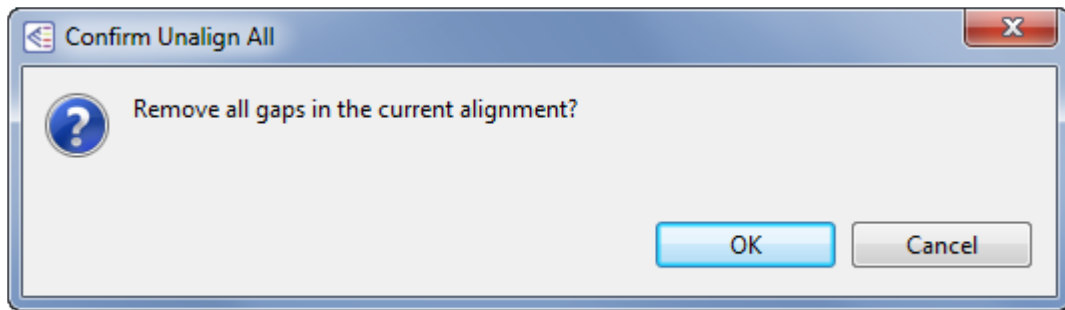 Confirm Unalign All
Remove all gaps in the current alignment?
OK
Cancel